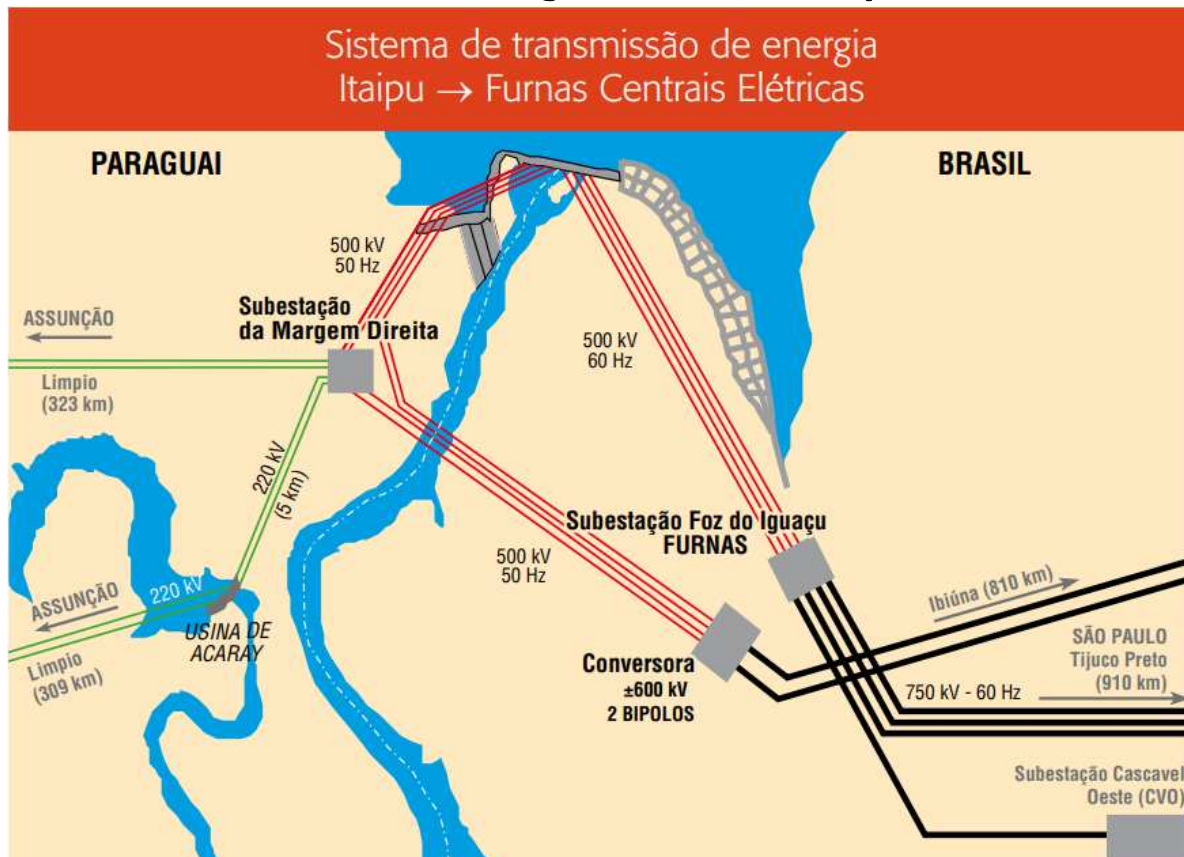 Sistema de transmissão de energia
Itaipu → Furnas Centrais Elétricas
PARAGUAI
BRASIL
500 kV
50 Hz
Subestação
da Margem Direita
ASSUNÇÃO
Limpio
(323 km)
500 kV
60 Hz
220 kV
(5 km)
Subestação Foz do Iguaçu
FURNAS
500 kV
50 Hz
ASSUNÇÃO
220 kV
Limpio
(309 km)
USINA DE
ACARAY
Conversora
±600 kV
2 BIPOLOS
Ibiúna (810 km)
SÃO PAULO
Tijuco Preto
(910 km)
750 kV - 60 Hz
Subestação Cascavel
Oeste (CVO)